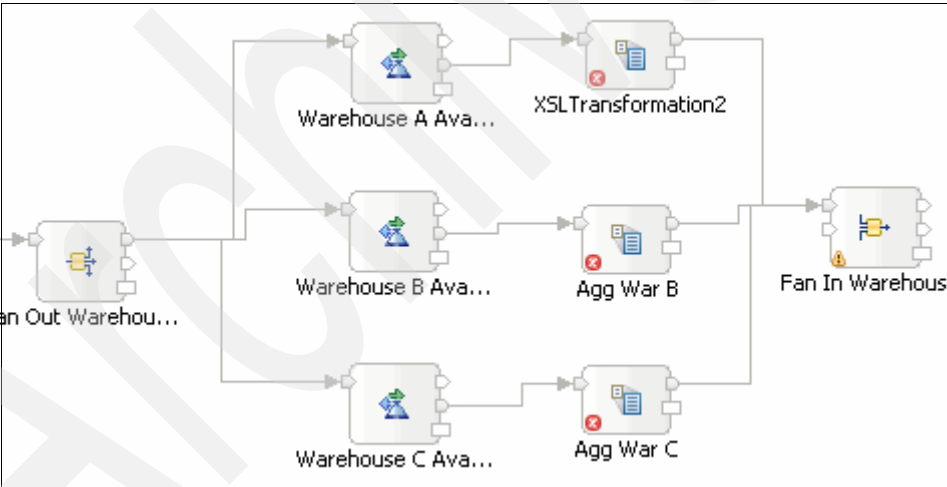 Warehouse A Ava...
XSLTransformation2
Warehouse B Ava...
Agg War B
Fan In Warehous
an Out Warehou...
Warehouse C Ava...
Agg War C